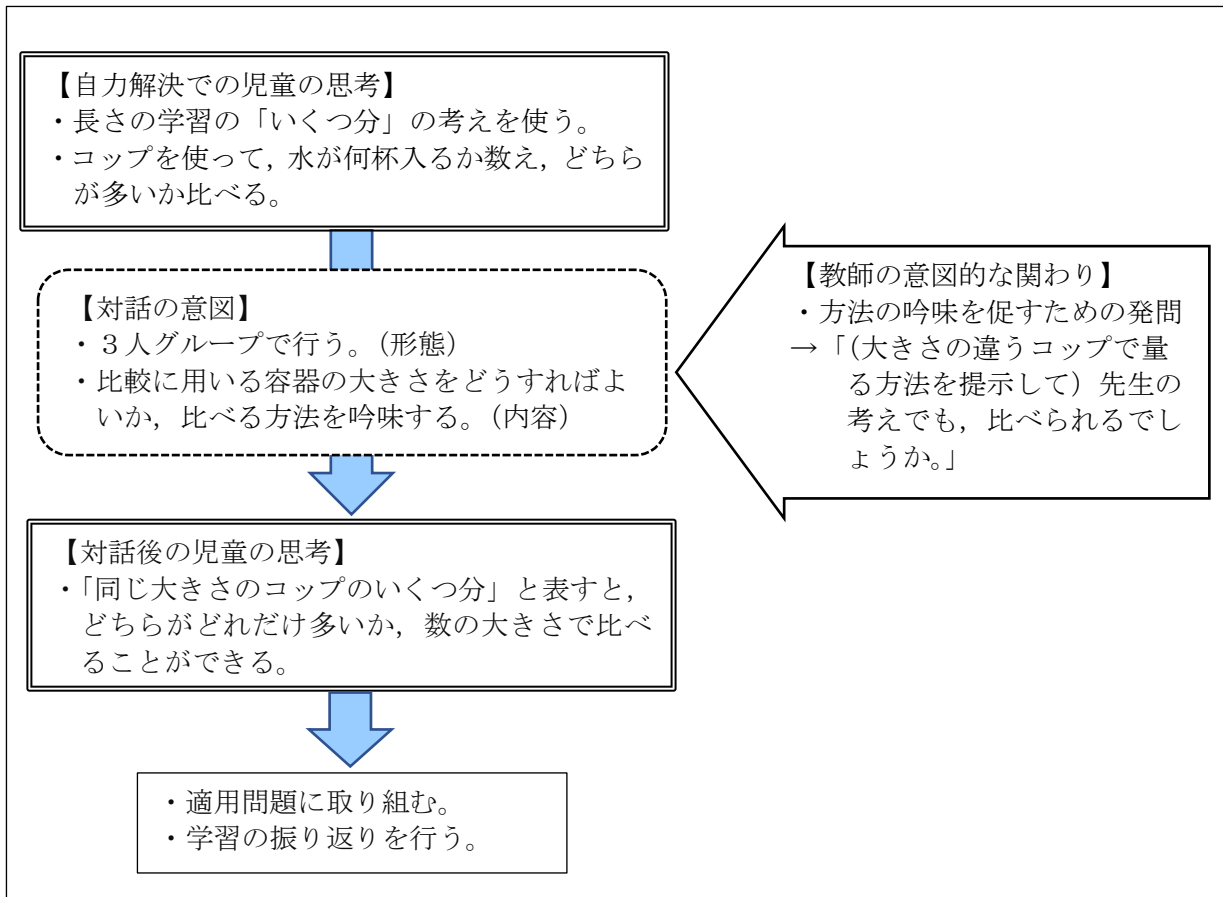 【自力解決での児童の思考】
・長さの学習の「いくつ分」の考えを使う。
・コップを使って，水が何杯入るか数え，どちら
が多いか比べる。
【対話の意図】
・３人グループで行う。（形態）
・比較に用いる容器の大きさをどうすればよ
いか，比べる方法を吟味する。（内容）
【教師の意図的な関わり】
・方法の吟味を促すための発問
→「（大きさの違うコップで量
る方法を提示して）先生の
考えでも，比べられるでし
ょうか。」
【対話後の児童の思考】
・「同じ大きさのコップのいくつ分」と表すと，
どちらがどれだけ多いか，数の大きさで比べ
ることができる。
・適用問題に取り組む。
・学習の振り返りを行う。